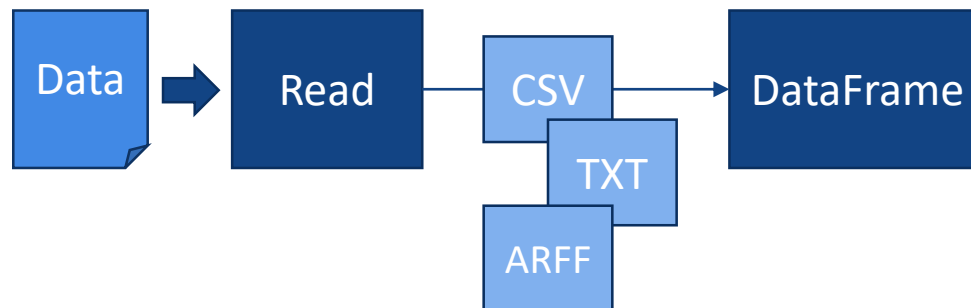 Data
Read
CSV
DataFrame
TXT
ARFF